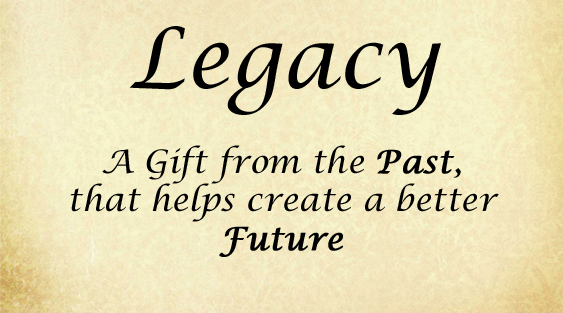 Legacy
A Gift from the Past,
that helps create a better
Future